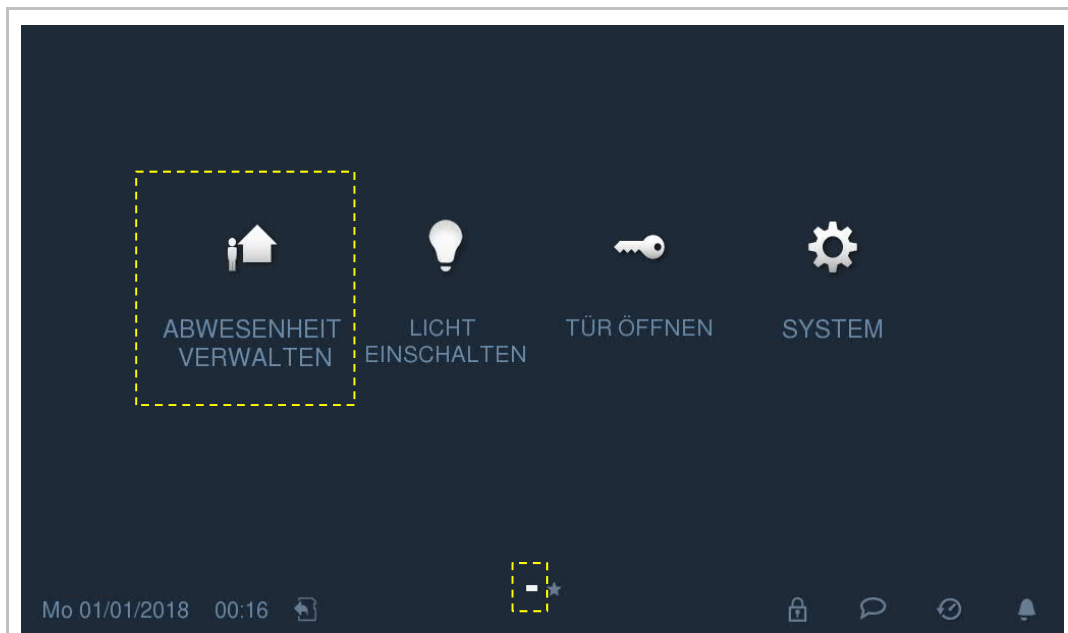 ABWESENHEIT
VERWALTEN
LICHT
EINSCHALTEN
TÜR ÖFFNEN
SYSTEM
Mo 01/01/2018 00:16